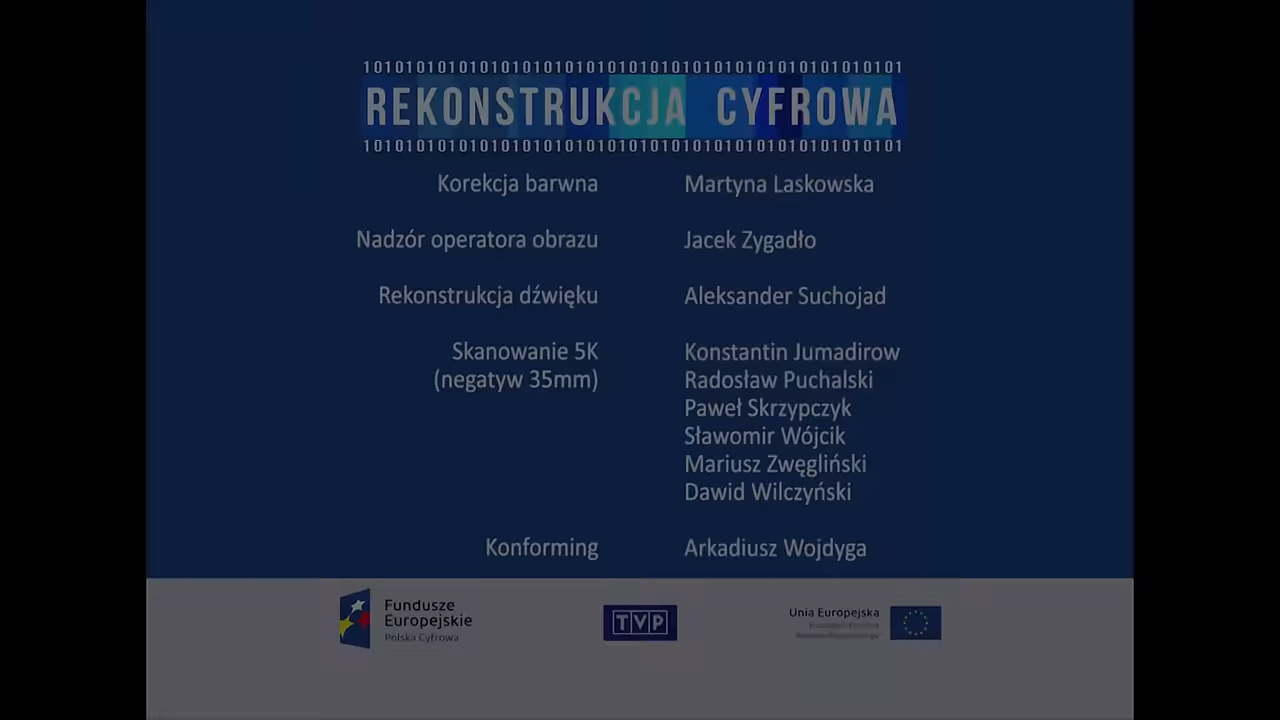 101010101010101010101010101010101010101010101010101
REKONSTRUKCJA CYFROWA
101010101010101010101010101010101010101010101010101
Korekcja barwna Martyna Laskowska
Nadzór operatora obrazu Jacek Zygadło
Rekonstrukcja dźwięku Aleksander Suchojad
Skanowanie 5K Konstantin Jumadirow
(negatyw 35mm) Radosław Puchalski
Paweł Skrzypczyk
Sławomir Wójcik
Mariusz Zwęgliński
Dawid Wilczyński
Konforming Arkadiusz Wojdyga
Fundusze
Europejskie
Polska Cyfrowa
TVP
Unia Europejska